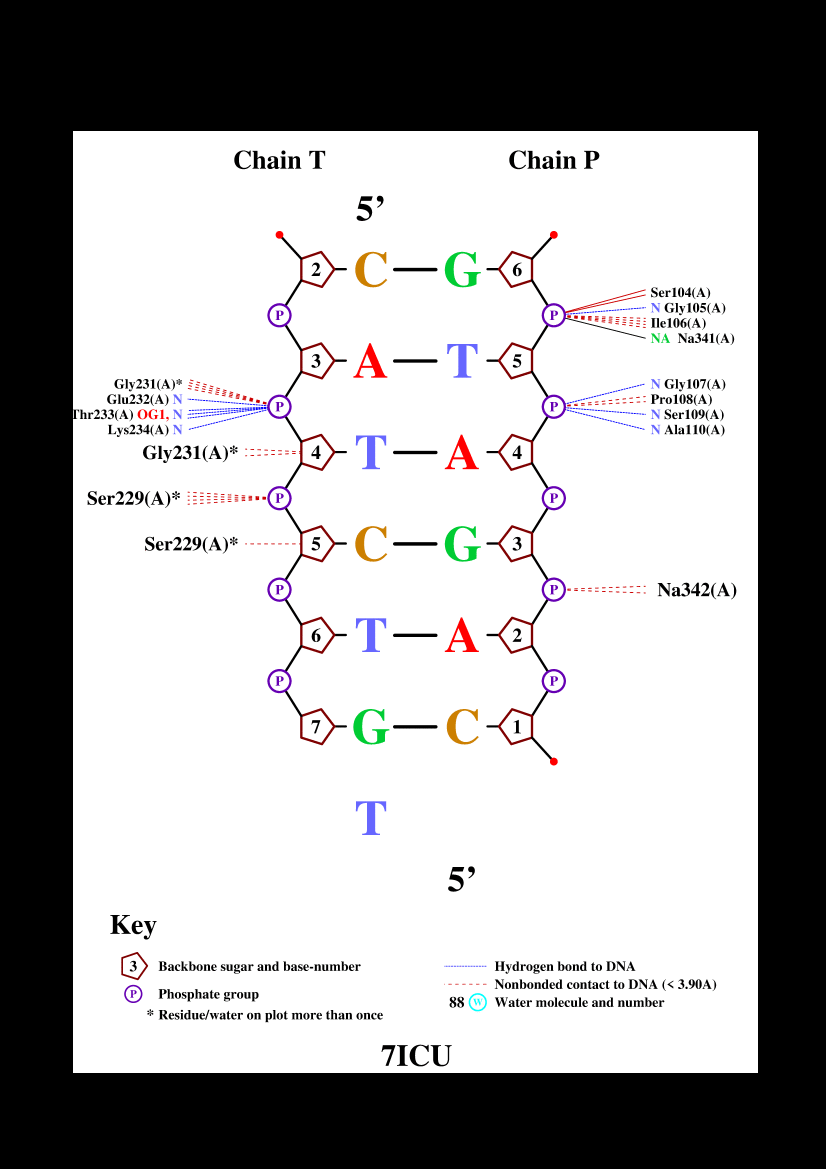 Chain T Chain P
5’
2 C G 6
Ser104(A)
P P N Gly105(A)
Ile106(A)
NA Na341(A)
3 A T 5
Gly231(A)* N Gly107(A)
Glu232(A) N Pro108(A)
Thr233(A) OG1, N P P N Ser109(A)
Lys234(A) N N Ala110(A)
Gly231(A)* 4 T A 4
Ser229(A)* P P
Ser229(A)* 5 C G 3
P P Na342(A)
6 T A 2
P P
7 G C 1
T
5’
Key
3 Backbone sugar and base-number
P Phosphate group
* Residue/water on plot more than once
Hydrogen bond to DNA
Nonbonded contact to DNA (< 3.90A)
88 W Water molecule and number
7ICU